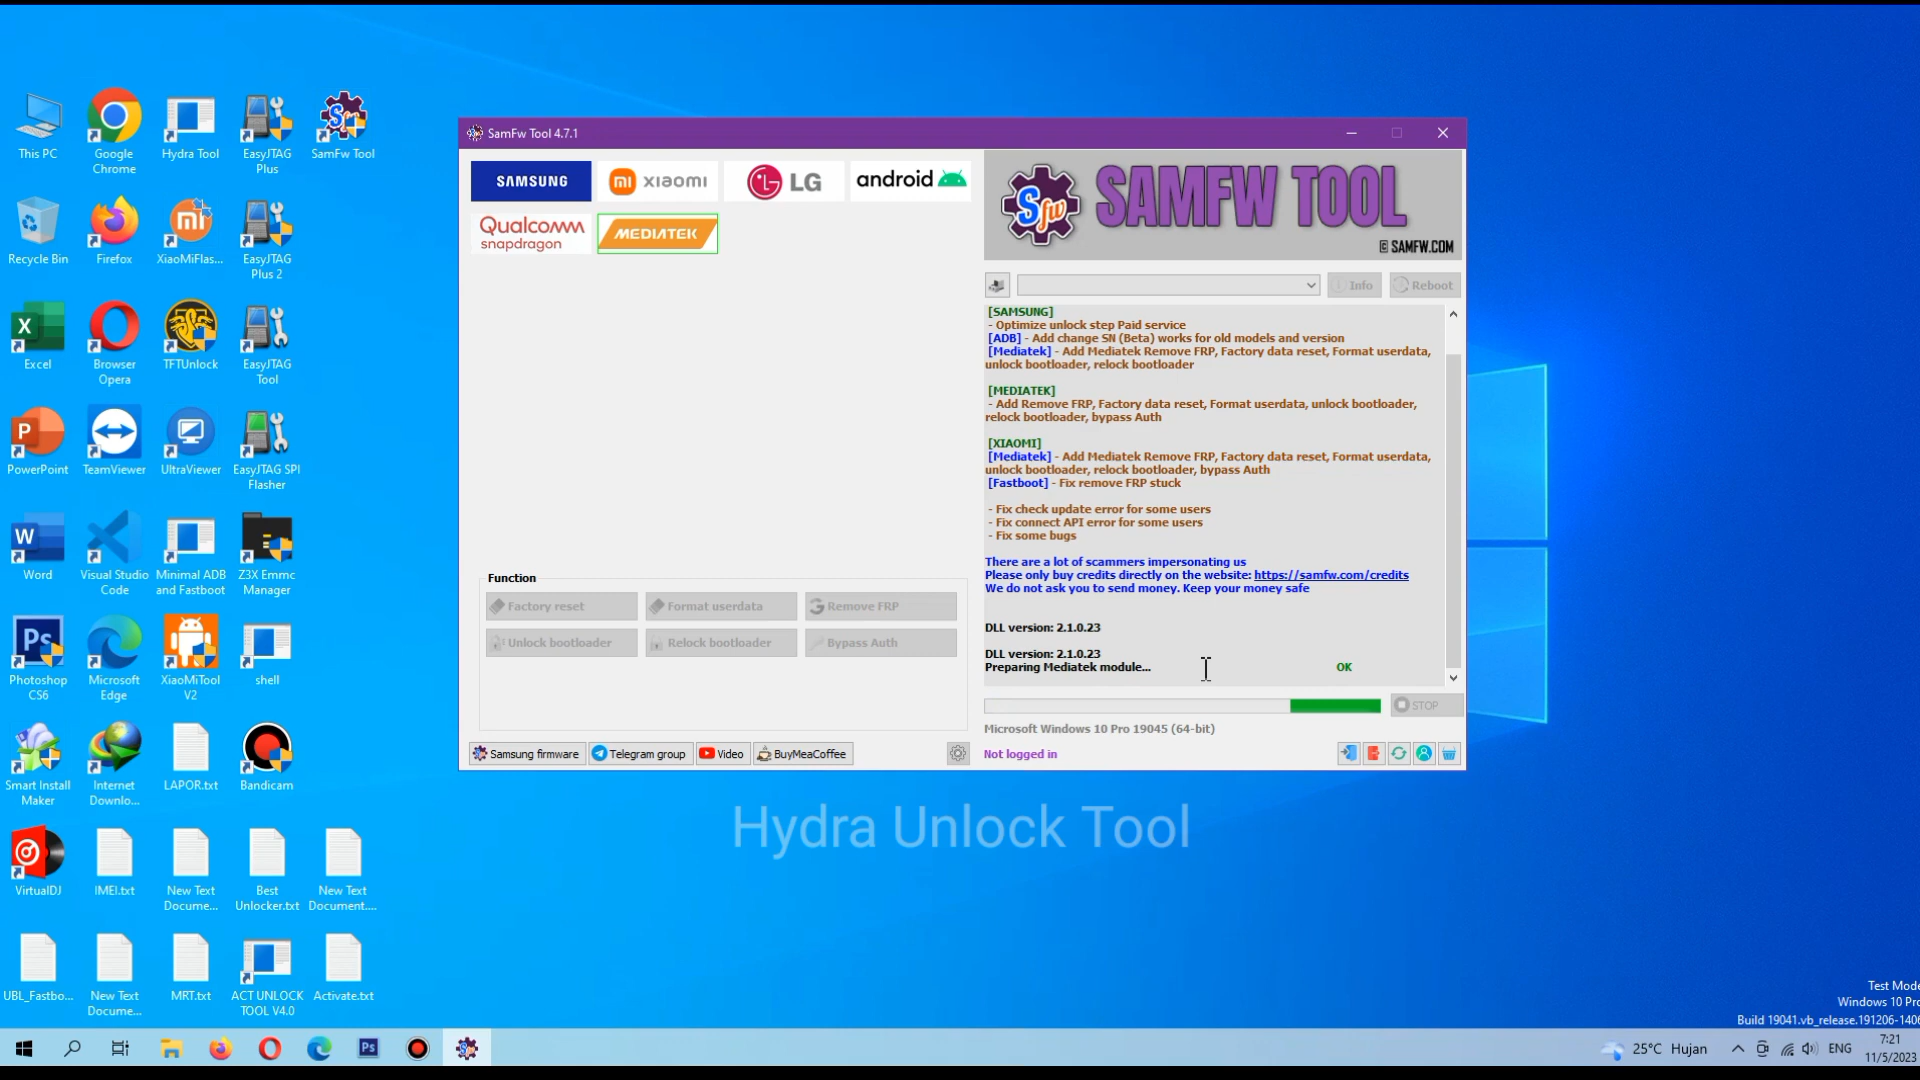 This PC
Google
Chrome
Hydra Tool
EasyJTAG
Plus
SamFw Tool
Recycle Bin
Firefox
XiaoMiFlas...
EasyJTAG
Plus 2
Excel
Browser
Opera
TFTUnlock
EasyJTAG
Tool
PowerPoint
TeamViewer
UltraViewer
EasyJTAG SPI
Flasher
Word
Visual Studio
Code
Minimal ADB
and Fastboot
Z3X Emmc
Manager
Photoshop
CS6
Microsoft
Edge
XiaoMiTool
V2
shell
Smart Install
Maker
Internet
Downlo...
LAPOR.txt
Bandicam
VirtualDJ
IMEI.txt
New Text
Docume...
Best
Unlocker.txt
New Text
Document....
UBL_Fastbo...
New Text
Docume...
MRT.txt
ACT UNLOCK
TOOL V4.0
Activate.txt
SamFw Tool 4.7.1
SAMSUNG
xiaomi
LG
android
Qualcomm
snapdragon
MEDIATEK
Sfw
SAMFW TOOL
© SAMFW.COM
Info
Reboot
[SAMSUNG]
- Optimize unlock step Paid service
[ADB] - Add change SN (Beta) works for old models and version
[Mediatek] - Add Mediatek Remove FRP, Factory data reset, Format userdata,
unlock bootloader, relock bootloader
[MEDIATEK]
- Add Remove FRP, Factory data reset, Format userdata, unlock bootloader,
relock bootloader, bypass Auth
[XIAOMI]
[Mediatek] - Add Mediatek Remove FRP, Factory data reset, Format userdata,
unlock bootloader, relock bootloader, bypass Auth
[Fastboot] - Fix remove FRP stuck
- Fix check update error for some users
- Fix connect API error for some users
- Fix some bugs
There are a lot of scammers impersonating us
Please only buy credits directly on the website: https://samfw.com/credits
We do not ask you to send money. Keep your money safe
DLL version: 2.1.0.23
DLL version: 2.1.0.23
Preparing Mediatek module... OK
STOP
Microsoft Windows 10 Pro 19045 (64-bit)
Not logged in
Function
Factory reset
Format userdata
Remove FRP
Unlock bootloader
Relock bootloader
Bypass Auth
Samsung firmware
Telegram group
Video
BuyMeaCoffee
Hydra Unlock Tool
Test Mode
Windows 10 Pro
Build 19041.vb_release.191206-1406
25°C Hujan
ENG
7:21
11/5/2023